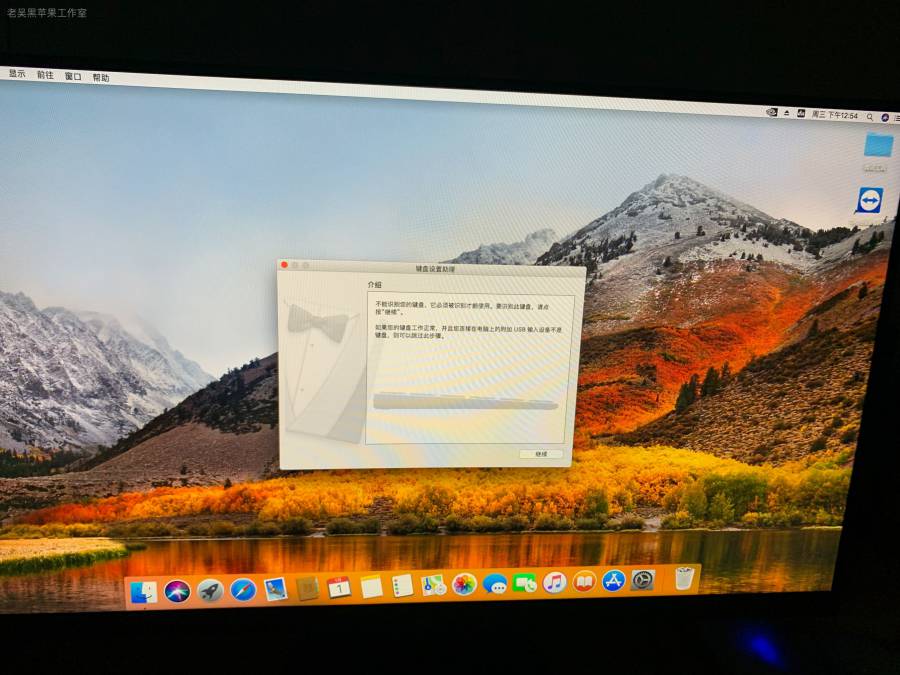 老吴黑苹果工作室
显示 前往 窗口 帮助
周三 下午12:54
键盘设置助理
介绍
不能识别您的键盘，它必须被识别才能使用。要识别此键盘，请点
按"继续"。
如果您的键盘工作正常，并且您连接在电脑上的附加 USB 输入设备不是
键盘，则可以跳过此步骤。
继续
1